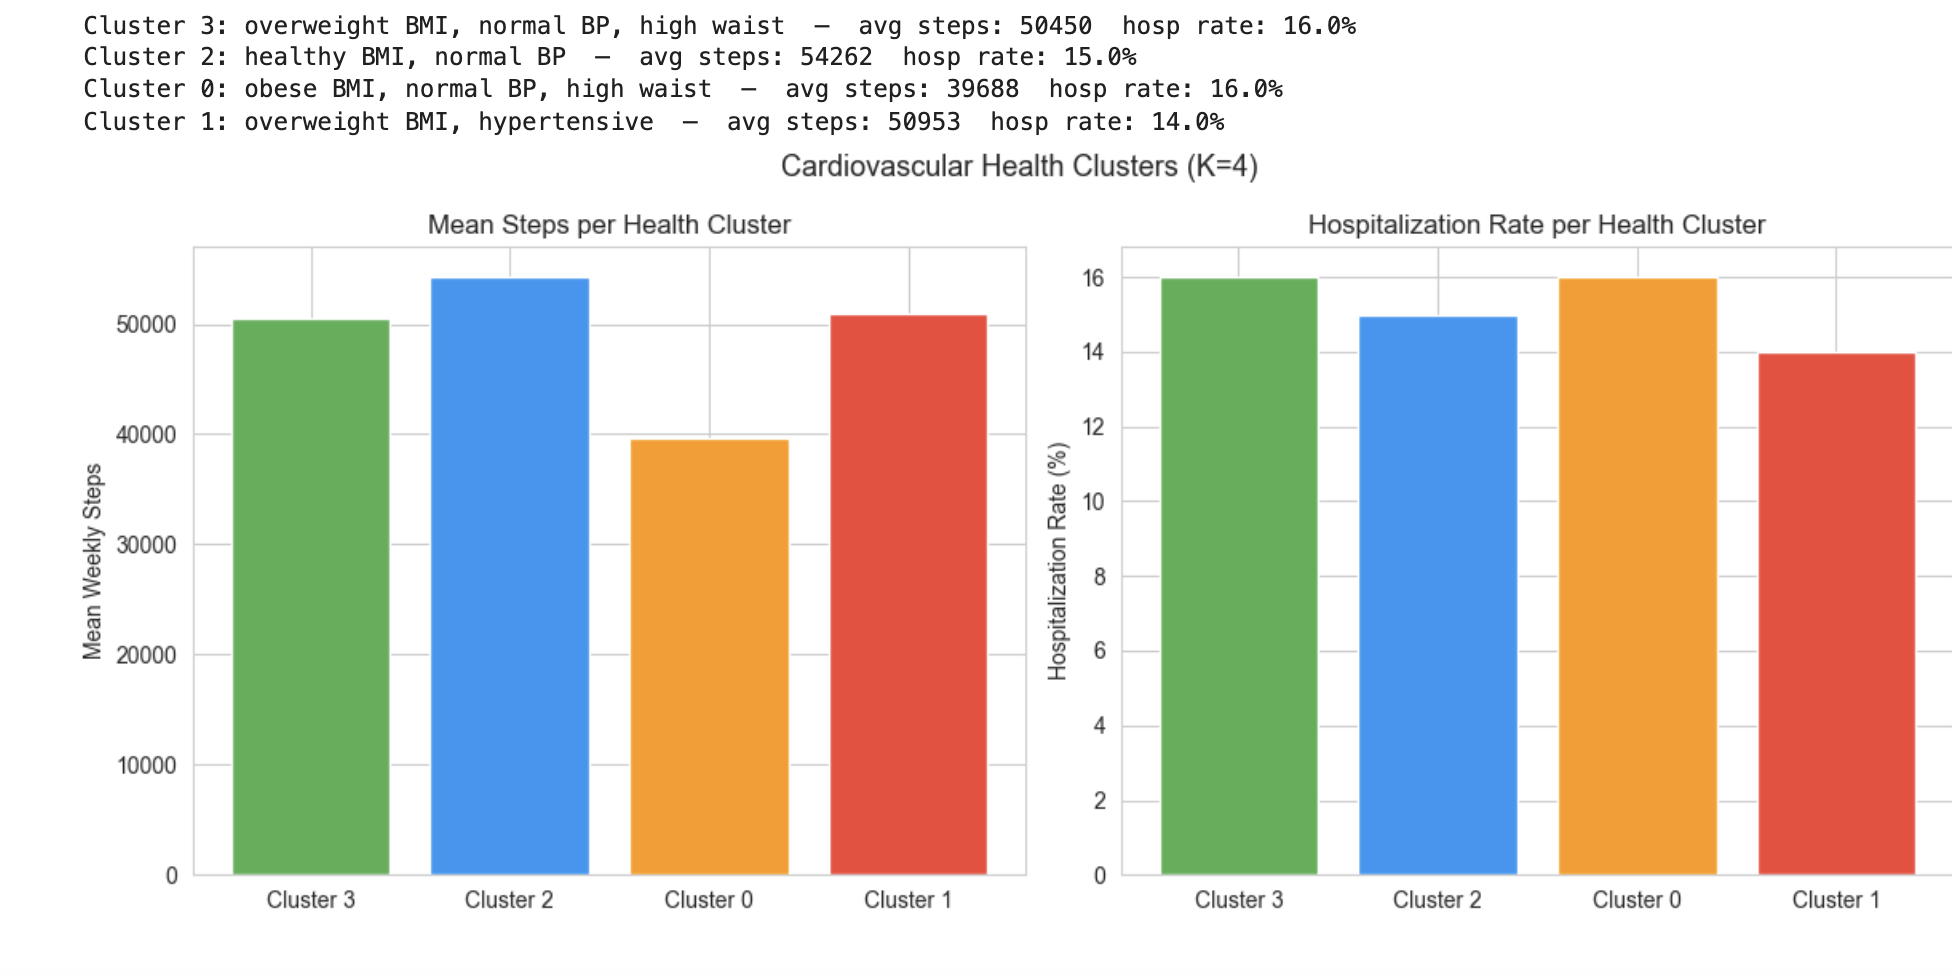 Cluster 3: overweight BMI, normal BP, high waist — avg steps: 50450 hosp rate: 16.0%
Cluster 2: healthy BMI, normal BP — avg steps: 54262 hosp rate: 15.0%
Cluster 0: obese BMI, normal BP, high waist — avg steps: 39688 hosp rate: 16.0%
Cluster 1: overweight BMI, hypertensive — avg steps: 50953 hosp rate: 14.0%
Cardiovascular Health Clusters (K=4)
Mean Steps per Health Cluster
Mean Weekly Steps
50000
40000
30000
20000
10000
0
Cluster 3
Cluster 2
Cluster 0
Cluster 1
Hospitalization Rate per Health Cluster
Hospitalization Rate (%)
16
14
12
10
8
6
4
2
0
Cluster 3
Cluster 2
Cluster 0
Cluster 1